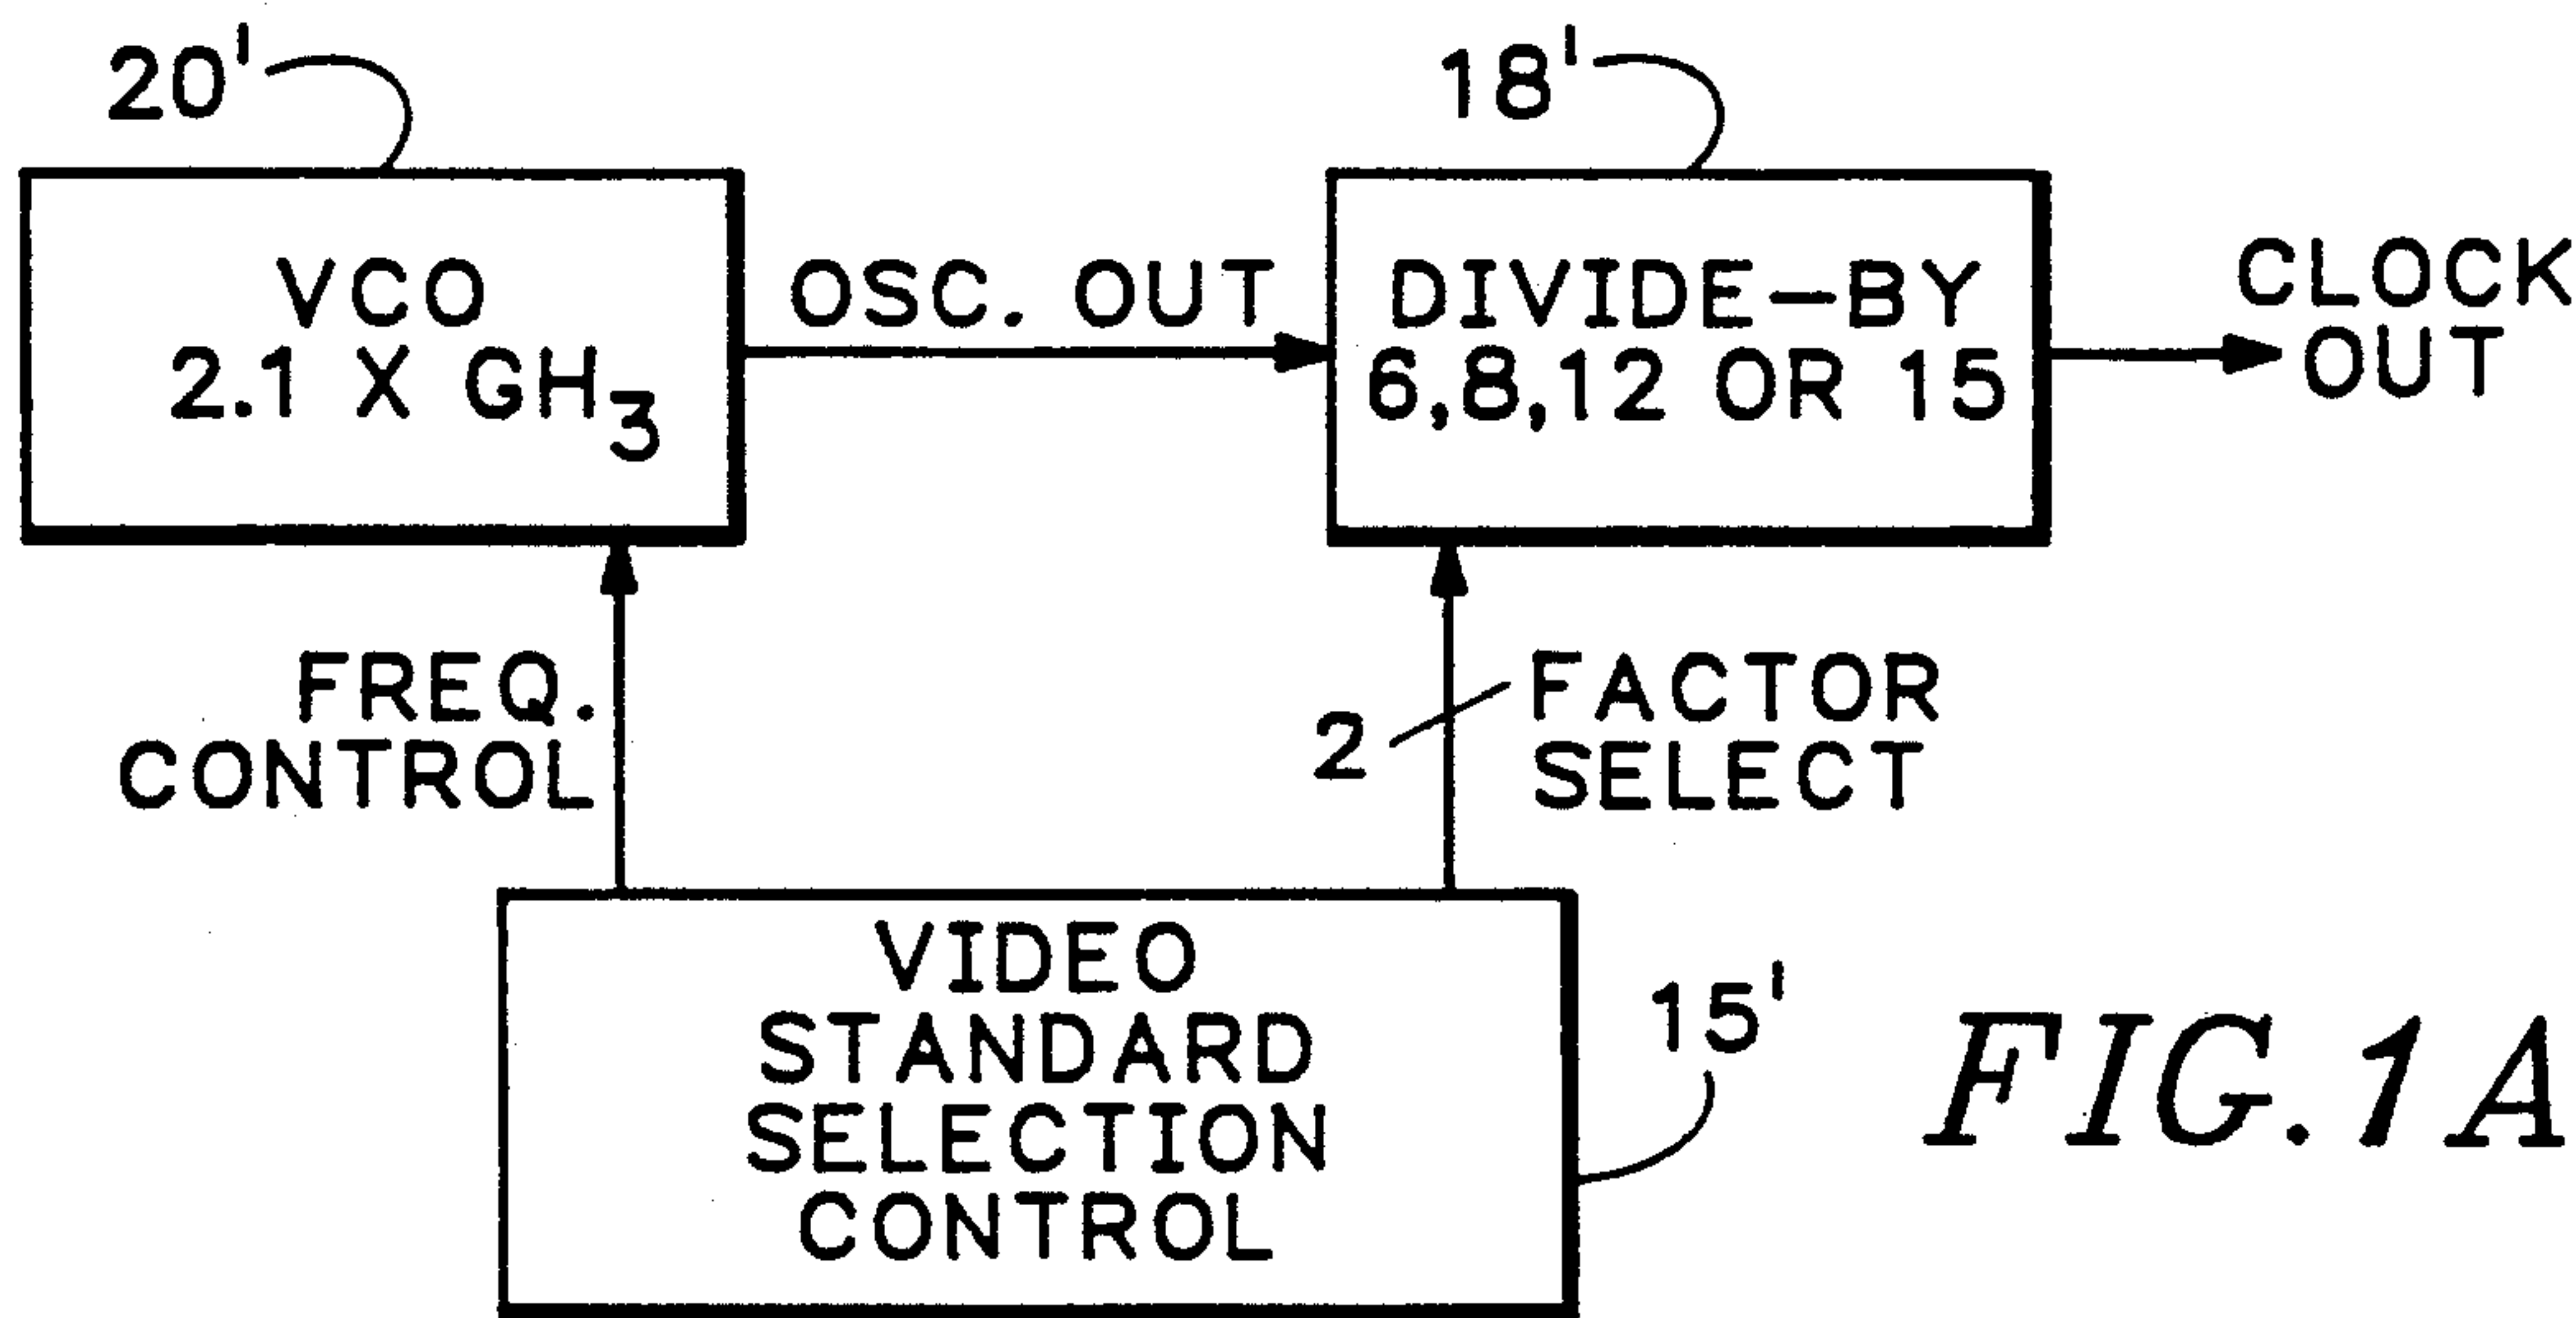 20'
18'
VCO
2.1 X GH3
OSC. OUT
DIVIDE-BY
6,8,12 OR 15
CLOCK
OUT
FREQ.
CONTROL
2
FACTOR
SELECT
VIDEO
STANDARD
SELECTION
CONTROL
15'
FIG.1A